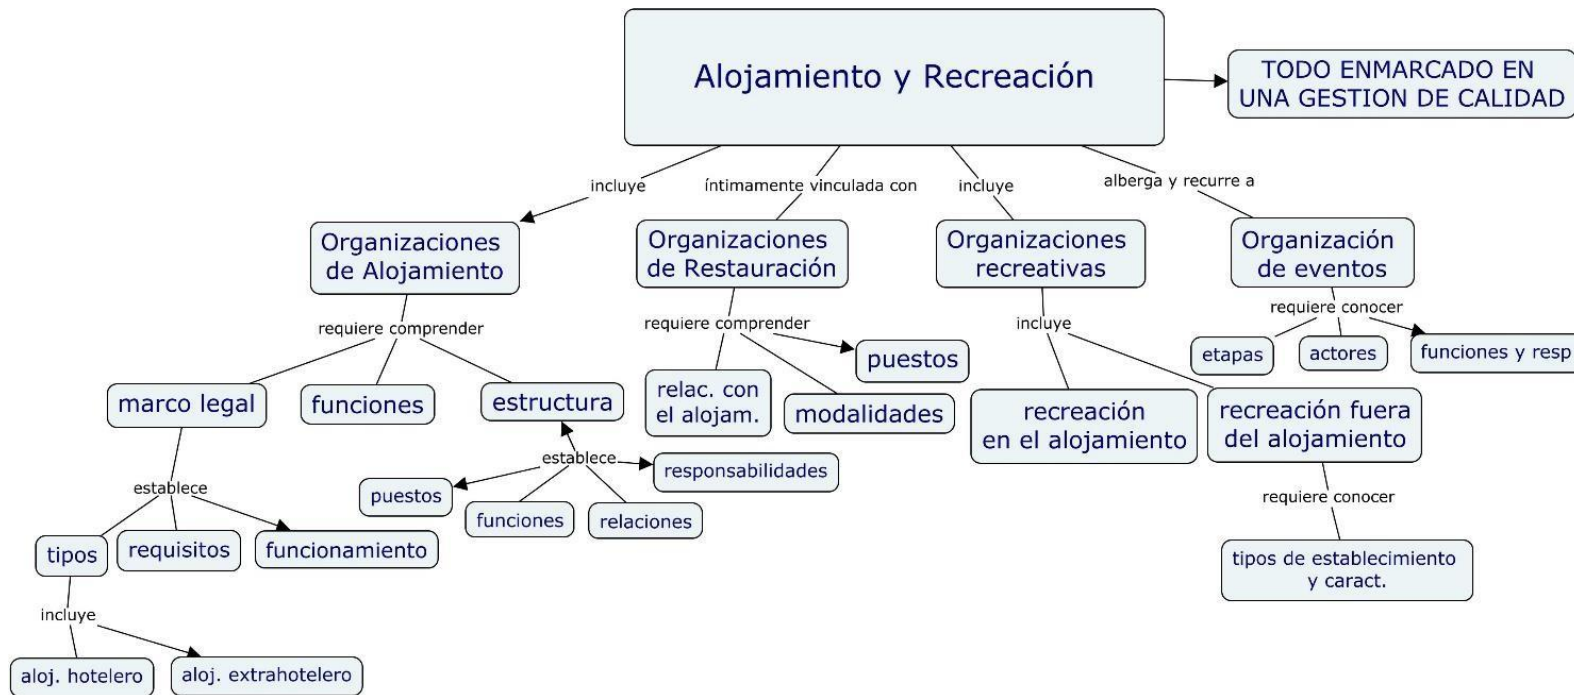 Alojamiento y Recreación
TODO ENMARCADO EN
UNA GESTION DE CALIDAD
incluye
íntimamente vinculada con
incluye
alberga y recurre a
Organizaciones
de Alojamiento
Organizaciones
de Restauración
Organizaciones
recreativas
Organización
de eventos
requiere comprender
requiere comprender
incluye
requiere conocer
etapas
actores
funciones y resp
puestos
marco legal
funciones
estructura
relac. con
el alojam.
modalidades
recreación
en el alojamiento
recreación fuera
del alojamiento
establece
responsabilidades
puestos
funciones
relaciones
establece
requiere conocer
tipos
requisitos
funcionamiento
tipos de establecimiento
y caract.
incluye
aloj. hotelero
aloj. extrahotelero